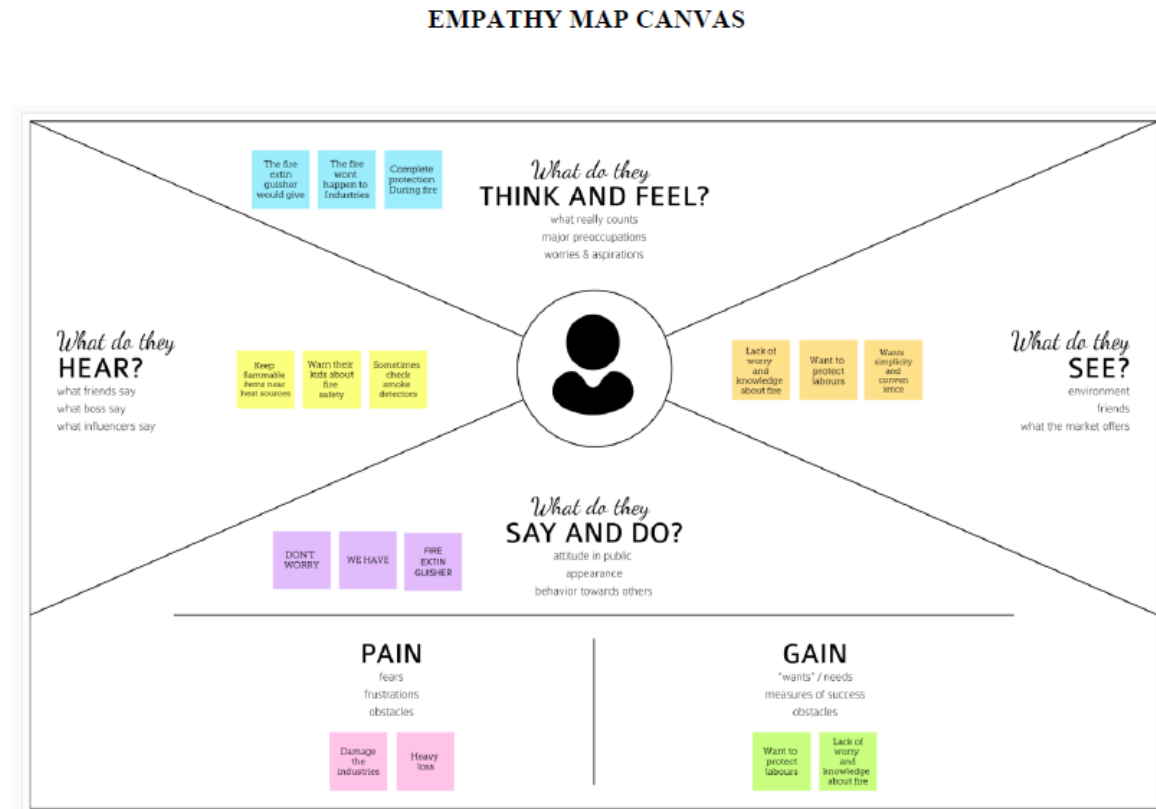 EMPATHY MAP CANVAS
The fire
extin
guisher
would give
The fire
wont
happen to
Industries
Complete
protection
During fire
What do they
THINK AND FEEL?
what really counts
major preoccupations
worries & aspirations
What do they
HEAR?
what friends say
what boss say
what influencers say
Keep
flammable
items near
heat sources
Warn their
kids about
fire
safety
Sometimes
check
smoke
detectors
Lack of
worry
and
knowledge
about fire
Want to
protect
labours
Wants
simplicity
and
conven
ience
What do they
SEE?
environment
friends
what the market offers
What do they
SAY AND DO?
attitude in public
appearance
behavior towards others
DON'T
WORRY
WE HAVE
FIRE
EXTIN
GUISHER
PAIN
fears
frustrations
obstacles
Damage
the
industries
Heavy
loss
GAIN
"wants" / needs
measures of success
obstacles
Want to
protect
labours
Lack of
worry
and
knowledge
about fire